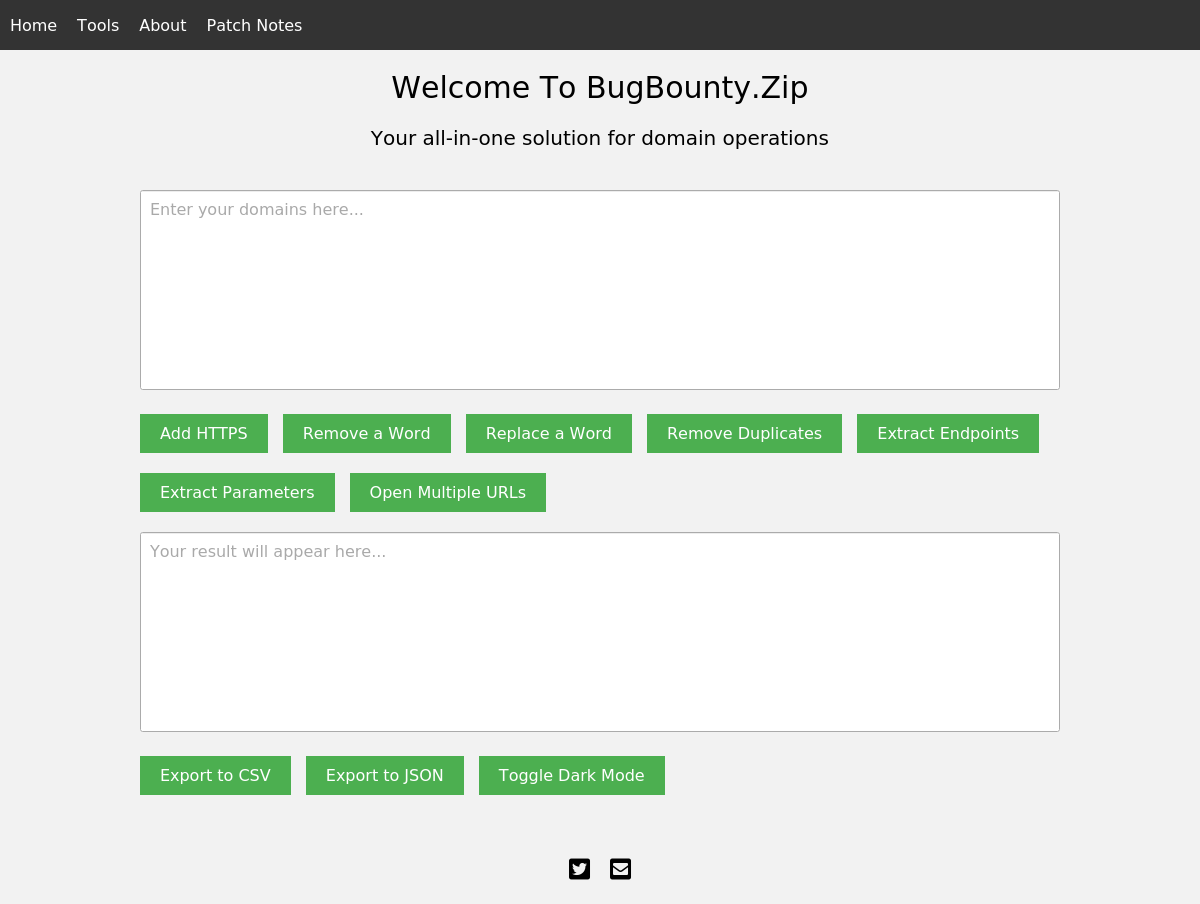 Home Tools About Patch Notes
Welcome To BugBounty.Zip
Your all-in-one solution for domain operations
Enter your domains here...
Add HTTPS Remove a Word Replace a Word Remove Duplicates Extract Endpoints
Extract Parameters Open Multiple URLs
Your result will appear here...
Export to CSV Export to JSON Toggle Dark Mode